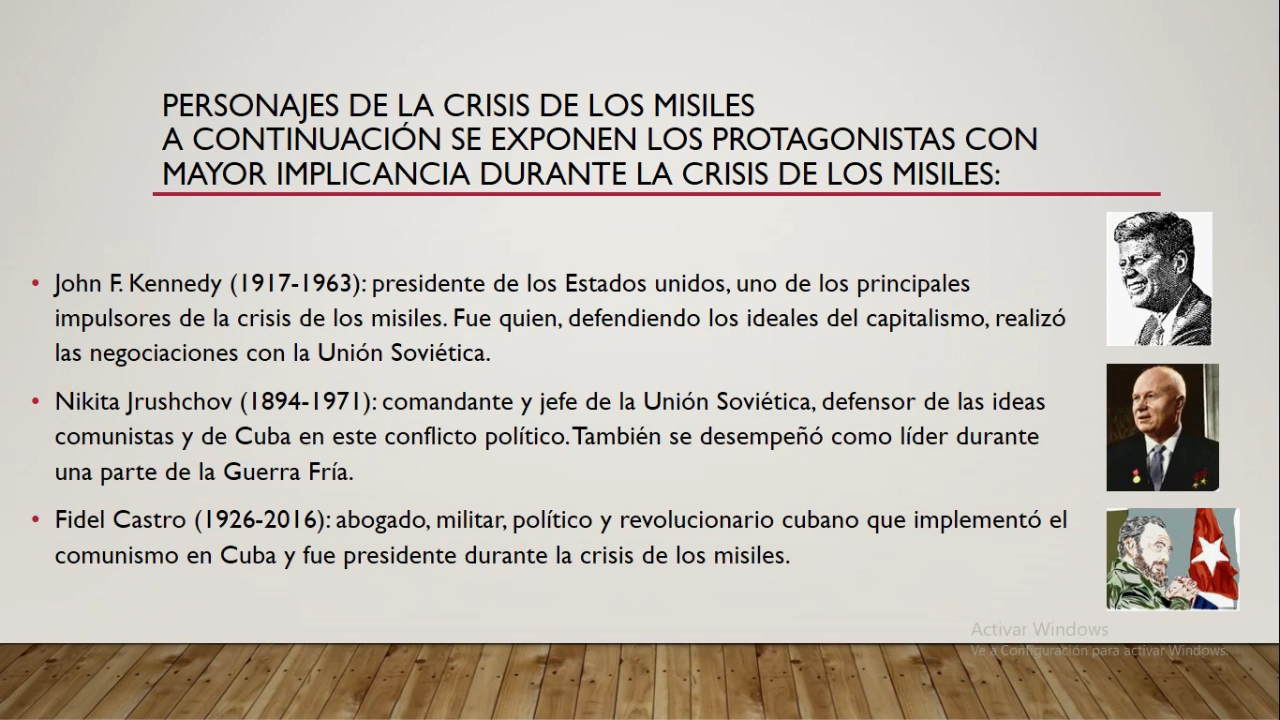 PERSONAJES DE LA CRISIS DE LOS MISILES
A CONTINUACIÓN SE EXPONEN LOS PROTAGONISTAS CON
MAYOR IMPLICANCIA DURANTE LA CRISIS DE LOS MISILES:
• John F. Kennedy (1917-1963): presidente de los Estados unidos, uno de los principales
impulsores de la crisis de los misiles. Fue quien, defendiendo los ideales del capitalismo, realizó
las negociaciones con la Unión Soviética.
• Nikita Jrushchov (1894-1971): comandante y jefe de la Unión Soviética, defensor de las ideas
comunistas y de Cuba en este conflicto político. También se desempeñó como líder durante
una parte de la Guerra Fría.
• Fidel Castro (1926-2016): abogado, militar, político y revolucionario cubano que implementó el
comunismo en Cuba y fue presidente durante la crisis de los misiles.
Activar Windows
Ve a Configuración para activar Windows.